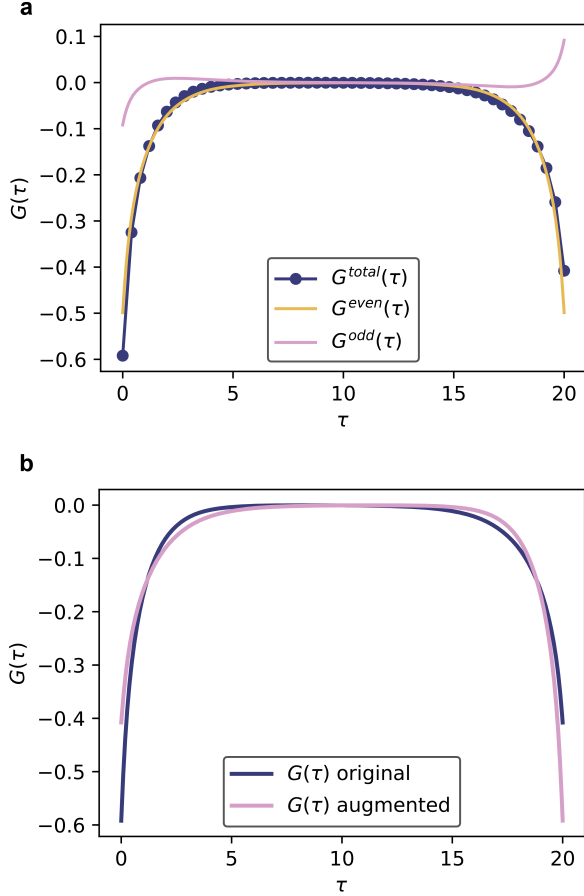 a
0.1
0.0
−0.1
−0.2
−0.3
−0.4
−0.5
−0.6
G(τ)
G^total(τ)
G^even(τ)
G^odd(τ)
0 5 10 15 20
τ
b
0.0
−0.1
−0.2
−0.3
−0.4
−0.5
−0.6
G(τ)
G(τ) original
G(τ) augmented
0 5 10 15 20
τ